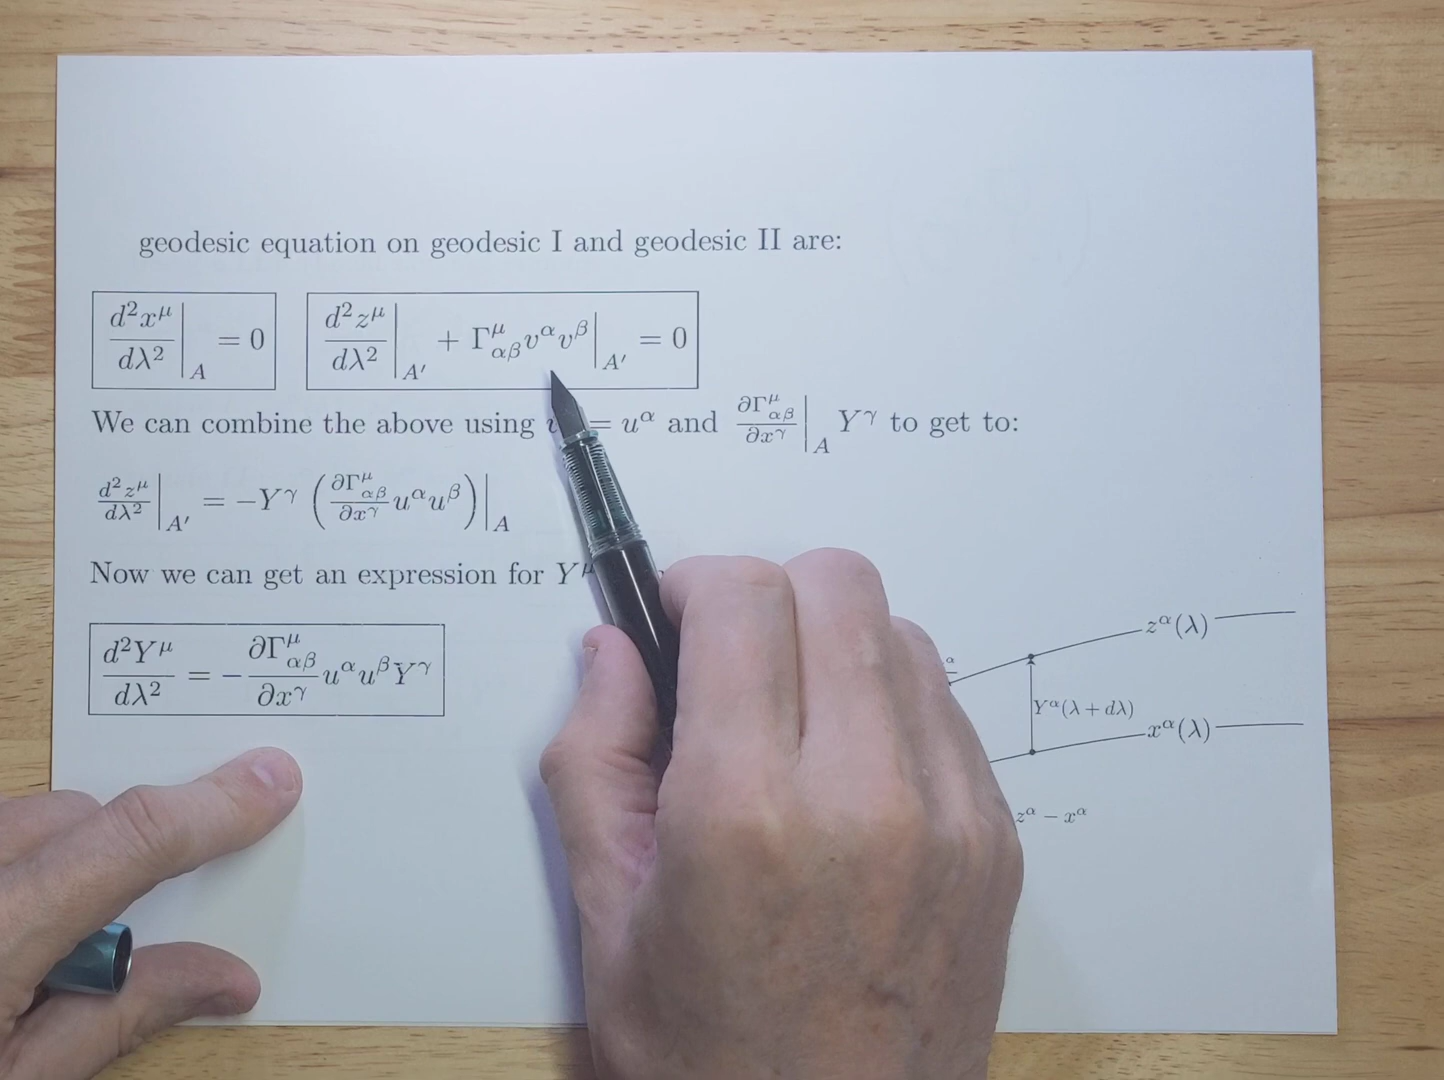 geodesic equation on geodesic I and geodesic II are:
d²x^μ/dλ² |_A = 0    d²z^μ/dλ² |_A′ + Γ^μ_αβ v^α v^β |_A′ = 0
We can combine the above using = u^α and ∂Γ^μ_αβ/∂x^γ |_A Y^γ to get to:
d²z^μ/dλ² |_A′ = −Y^γ (∂Γ^μ_αβ/∂x^γ u^α u^β) |_A
Now we can get an expression for Y^μ
d²Y^μ/dλ² = − ∂Γ^μ_αβ/∂x^γ u^α u^β Y^γ
z^α(λ)
Y^α(λ + dλ)
x^α(λ)
z^α − x^α